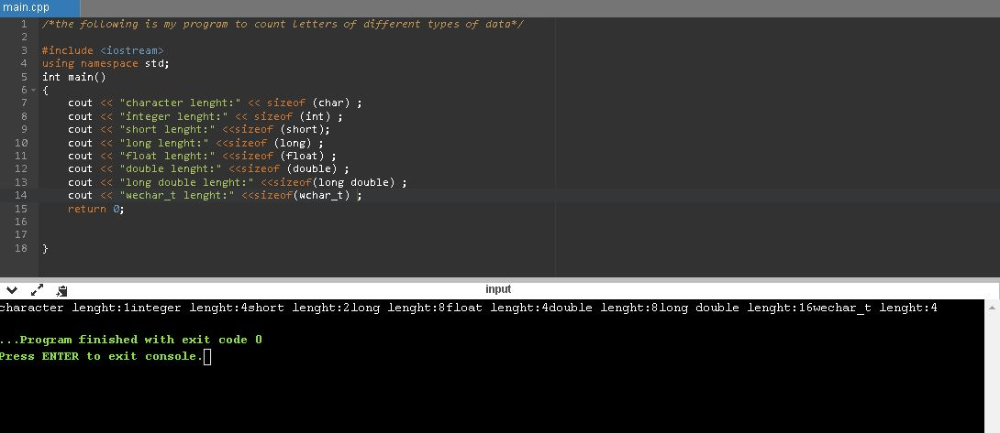 main.cpp
1 /*the following is my program to count letters of different types of data*/
2
3 #include <iostream>
4 using namespace std;
5 int main()
6 {
7 cout << "character lenght:" << sizeof (char) ;
8 cout << "integer lenght:" << sizeof (int) ;
9 cout << "short lenght:" <<sizeof (short);
10 cout << "long lenght:" <<sizeof (long) ;
11 cout << "float lenght:" <<sizeof (float) ;
12 cout << "double lenght:" <<sizeof (double) ;
13 cout << "long double lenght:" <<sizeof(long double) ;
14 cout << "wechar_t lenght:" <<sizeof(wchar_t) ;
15 return 0;
16
17
18 }
input
character lenght:1integer lenght:4short lenght:2long lenght:8float lenght:4double lenght:8long double lenght:16wechar_t lenght:4
...Program finished with exit code 0
Press ENTER to exit console.